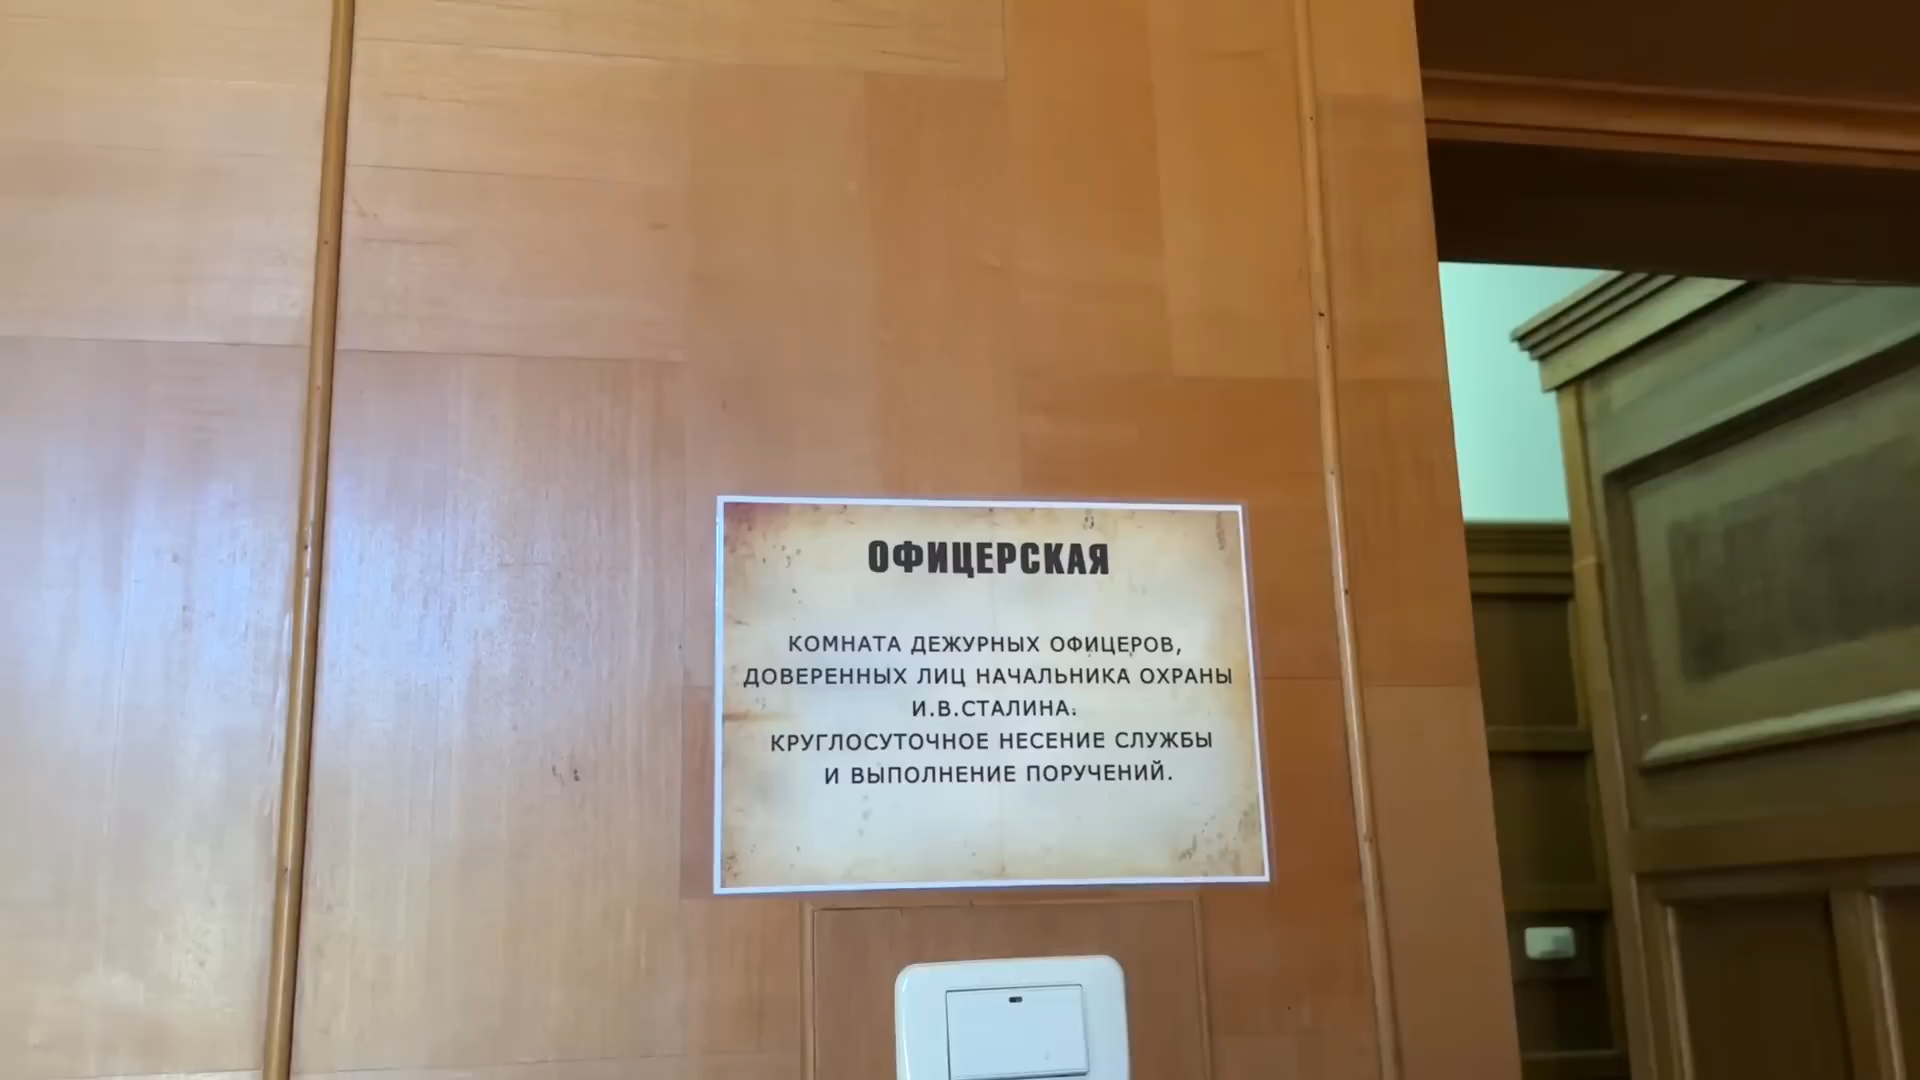 ОФИЦЕРСКАЯ
КОМНАТА ДЕЖУРНЫХ ОФИЦЕРОВ,
ДОВЕРЕННЫХ ЛИЦ НАЧАЛЬНИКА ОХРАНЫ
И.В.СТАЛИНА.
КРУГЛОСУТОЧНОЕ НЕСЕНИЕ СЛУЖБЫ
И ВЫПОЛНЕНИЕ ПОРУЧЕНИЙ.